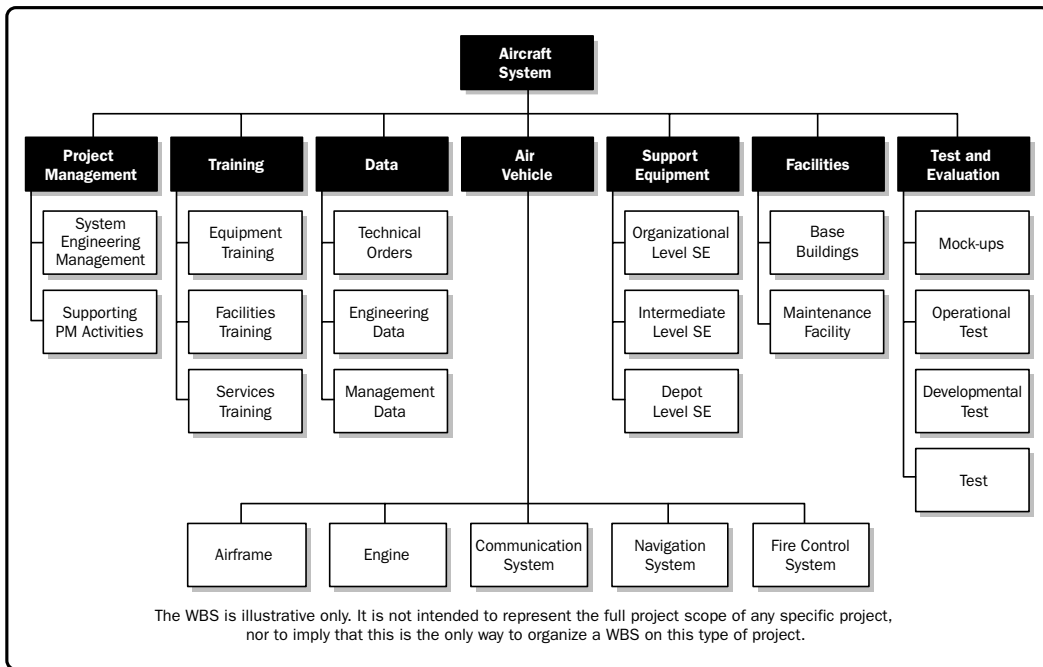 Aircraft
System
Project
Management
Training
Data
Air
Vehicle
Support
Equipment
Facilities
Test and
Evaluation
System
Engineering
Management
Equipment
Training
Technical
Orders
Organizational
Level SE
Base
Buildings
Mock-ups
Supporting
PM Activities
Facilities
Training
Engineering
Data
Intermediate
Level SE
Maintenance
Facility
Operational
Test
Services
Training
Management
Data
Depot
Level SE
Developmental
Test
Test
Airframe
Engine
Communication
System
Navigation
System
Fire Control
System
The WBS is illustrative only. It is not intended to represent the full project scope of any specific project,
nor to imply that this is the only way to organize a WBS on this type of project.